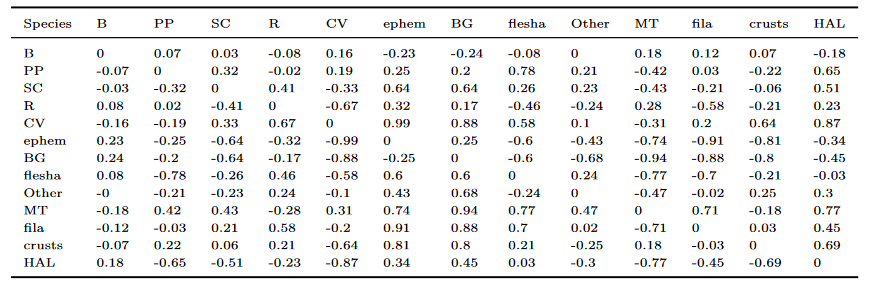 Species B PP SC R CV ephem BG flesha Other MT fila crusts HAL
B 0 0.07 0.03 -0.08 0.16 -0.23 -0.24 -0.08 0 0.18 0.12 0.07 -0.18
PP -0.07 0 0.32 -0.02 0.19 0.25 0.2 0.78 0.21 -0.42 0.03 -0.22 0.65
SC -0.03 -0.32 0 0.41 -0.33 0.64 0.64 0.26 0.23 -0.43 -0.21 -0.06 0.51
R 0.08 0.02 -0.41 0 -0.67 0.32 0.17 -0.46 -0.24 0.28 -0.58 -0.21 0.23
CV -0.16 -0.19 0.33 0.67 0 0.99 0.88 0.58 0.1 -0.31 0.2 0.64 0.87
ephem 0.23 -0.25 -0.64 -0.32 -0.99 0 0.25 -0.6 -0.43 -0.74 -0.91 -0.81 -0.34
BG 0.24 -0.2 -0.64 -0.17 -0.88 -0.25 0 -0.6 -0.68 -0.94 -0.88 -0.8 -0.45
flesha 0.08 -0.78 -0.26 0.46 -0.58 0.6 0.6 0 0.24 -0.77 -0.7 -0.21 -0.03
Other -0 -0.21 -0.23 0.24 -0.1 0.43 0.68 -0.24 0 -0.47 -0.02 0.25 0.3
MT -0.18 0.42 0.43 -0.28 0.31 0.74 0.94 0.77 0.47 0 0.71 -0.18 0.77
fila -0.12 -0.03 0.21 0.58 -0.2 0.91 0.88 0.7 0.02 -0.71 0 0.03 0.45
crusts -0.07 0.22 0.06 0.21 -0.64 0.81 0.8 0.21 -0.25 0.18 -0.03 0 0.69
HAL 0.18 -0.65 -0.51 -0.23 -0.87 0.34 0.45 0.03 -0.3 -0.77 -0.45 -0.69 0